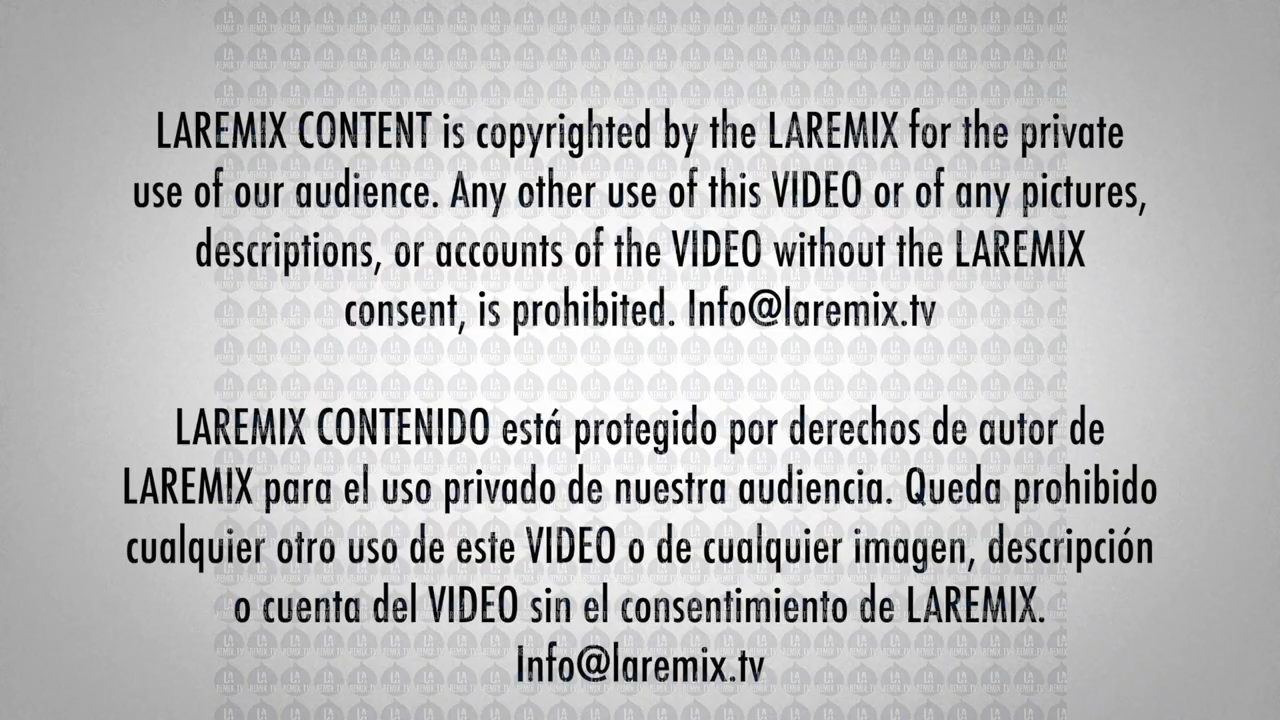 LAREMIX CONTENT is copyrighted by the LAREMIX for the private
use of our audience. Any other use of this VIDEO or of any pictures,
descriptions, or accounts of the VIDEO without the LAREMIX
consent, is prohibited. Info@laremix.tv
LAREMIX CONTENIDO está protegido por derechos de autor de
LAREMIX para el uso privado de nuestra audiencia. Queda prohibido
cualquier otro uso de este VIDEO o de cualquier imagen, descripción
o cuenta del VIDEO sin el consentimiento de LAREMIX.
Info@laremix.tv